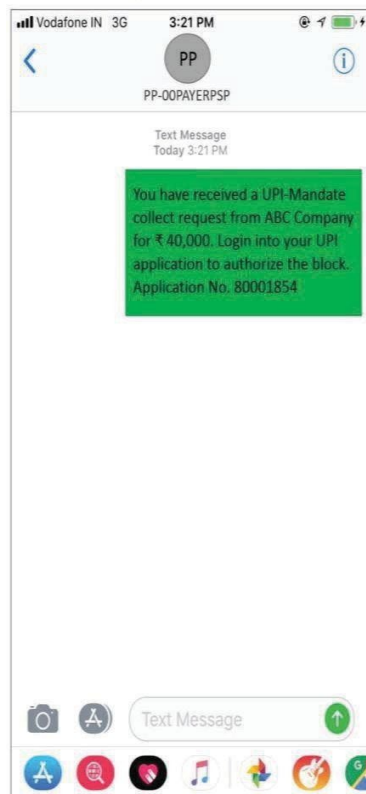 Vodafone IN 3G 3:21 PM
PP
PP-00PAYERPSP
Text Message
Today 3:21 PM
You have received a UPI-Mandate
collect request from ABC Company
for ₹ 40,000. Login into your UPI
application to authorize the block.
Application No. 80001854
Text Message